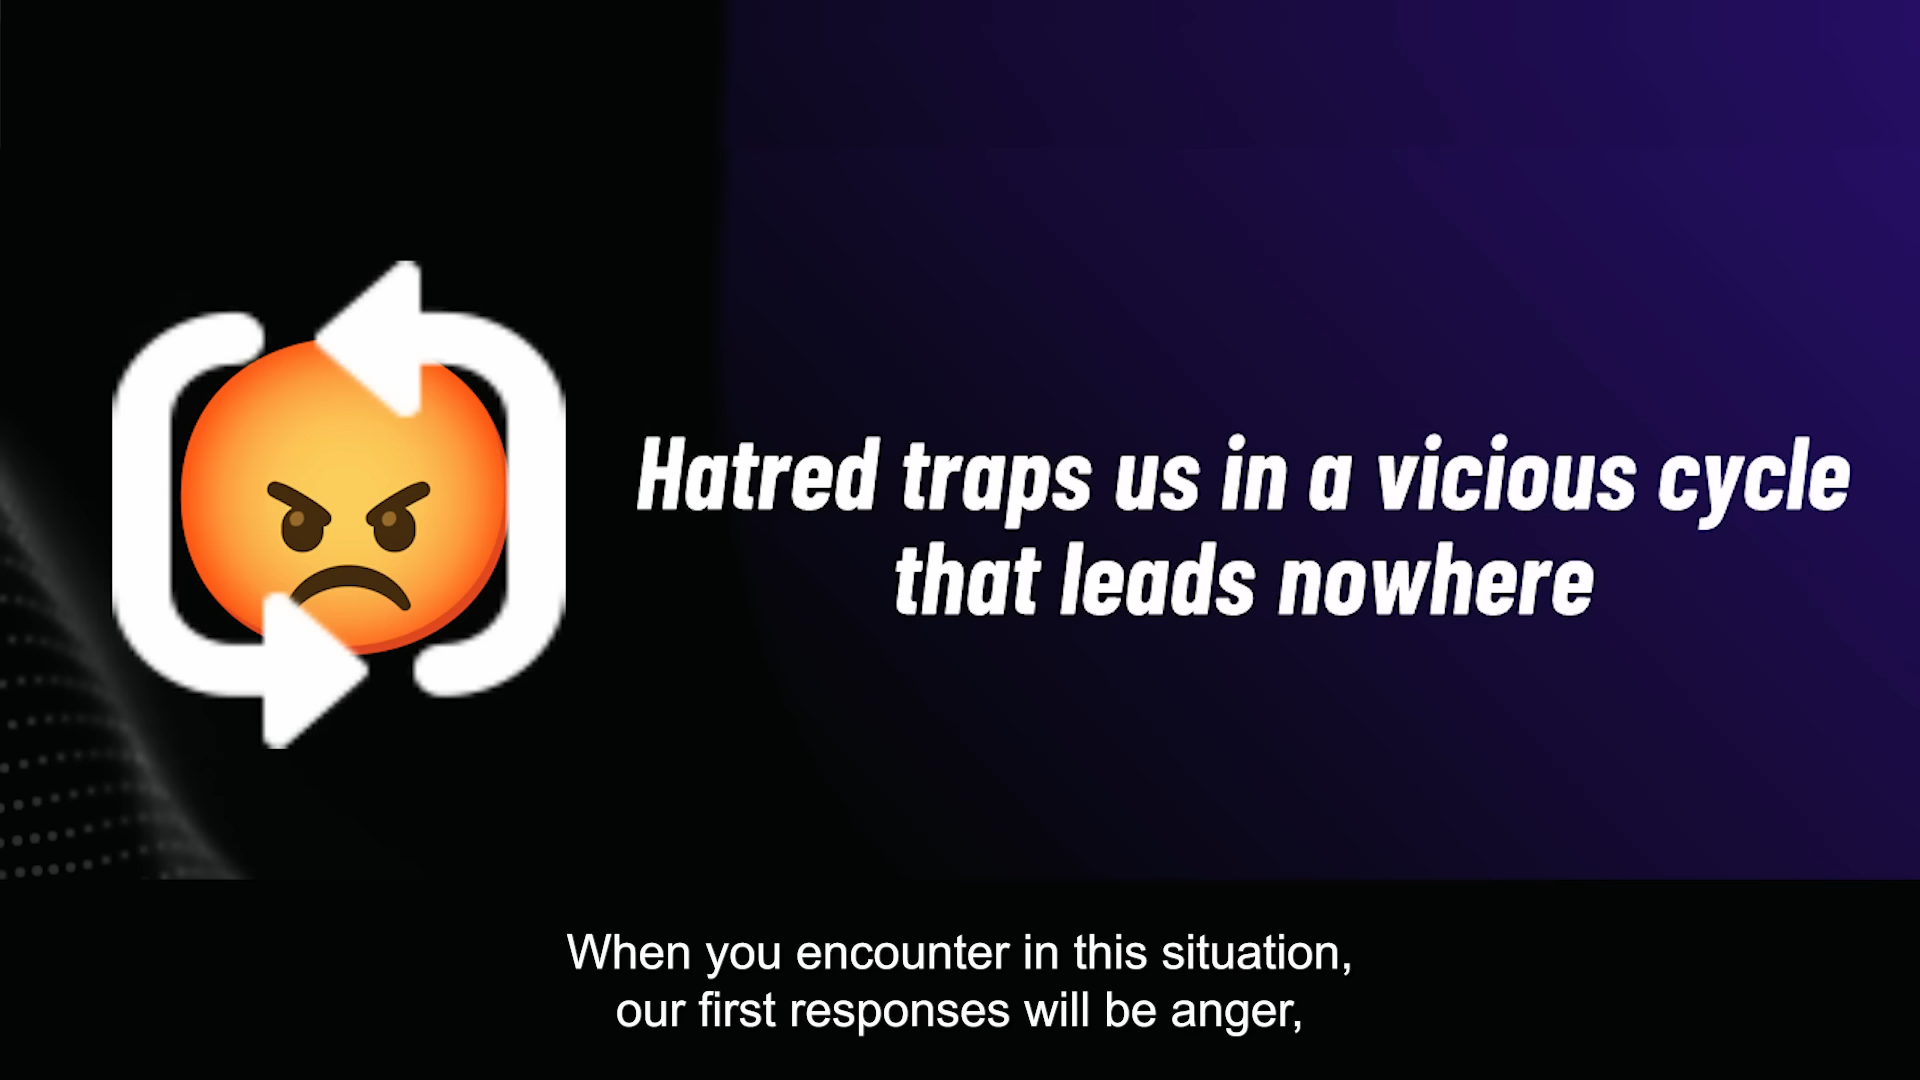 Hatred traps us in a vicious cycle
that leads nowhere
When you encounter in this situation,
our first responses will be anger,